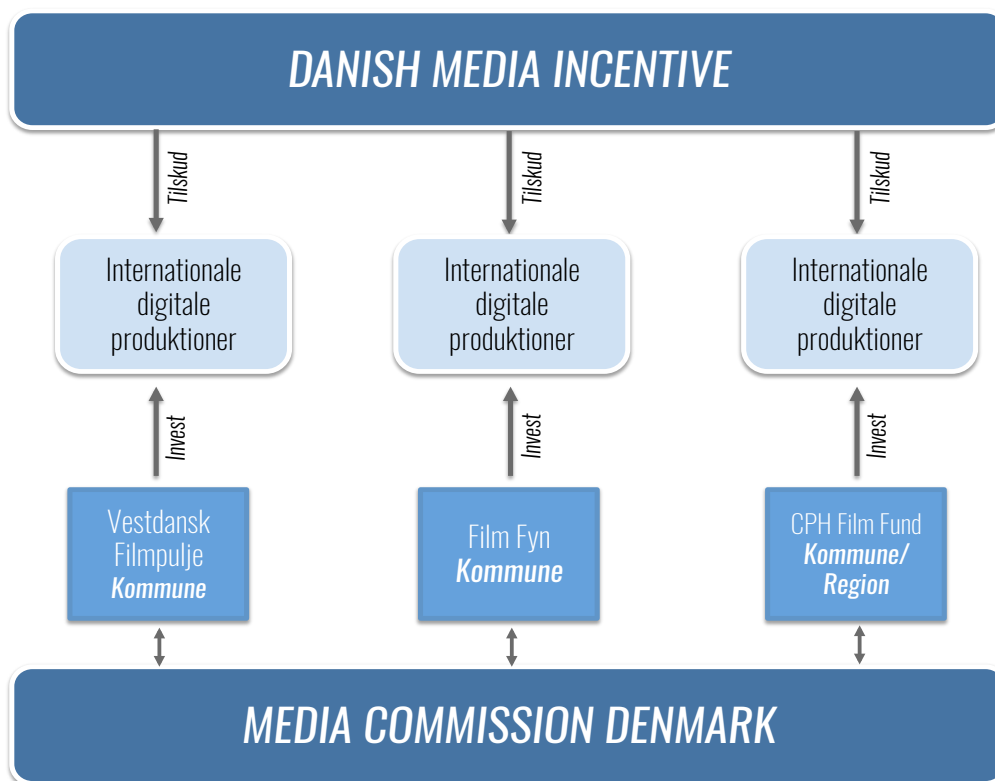 DANISH MEDIA INCENTIVE
Tilskud
Tilskud
Tilskud
Internationale
digitale
produktioner
Internationale
digitale
produktioner
Internationale
digitale
produktioner
Invest
Invest
Invest
Vestdansk
Filmpulje
Kommune
Film Fyn
Kommune
CPH Film Fund
Kommune/
Region
MEDIA COMMISSION DENMARK